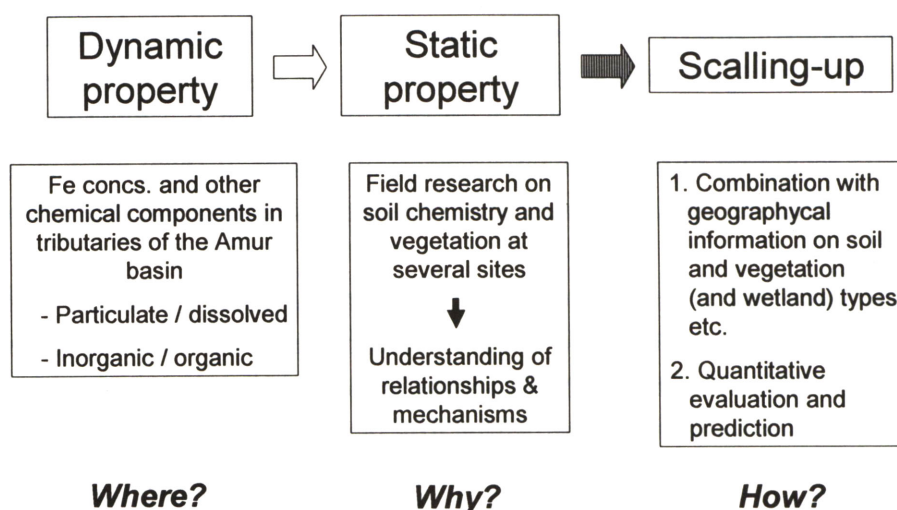 Dynamic
property
Static
property
Scalling-up
Fe concs. and other
chemical components in
tributaries of the Amur
basin
- Particulate / dissolved
- Inorganic / organic
Field research on
soil chemistry and
vegetation at
several sites
Understanding of
relationships &
mechanisms
1. Combination with
geographycal
information on soil
and vegetation
(and wetland) types
etc.
2. Quantitative
evaluation and
prediction
Where?
Why?
How?